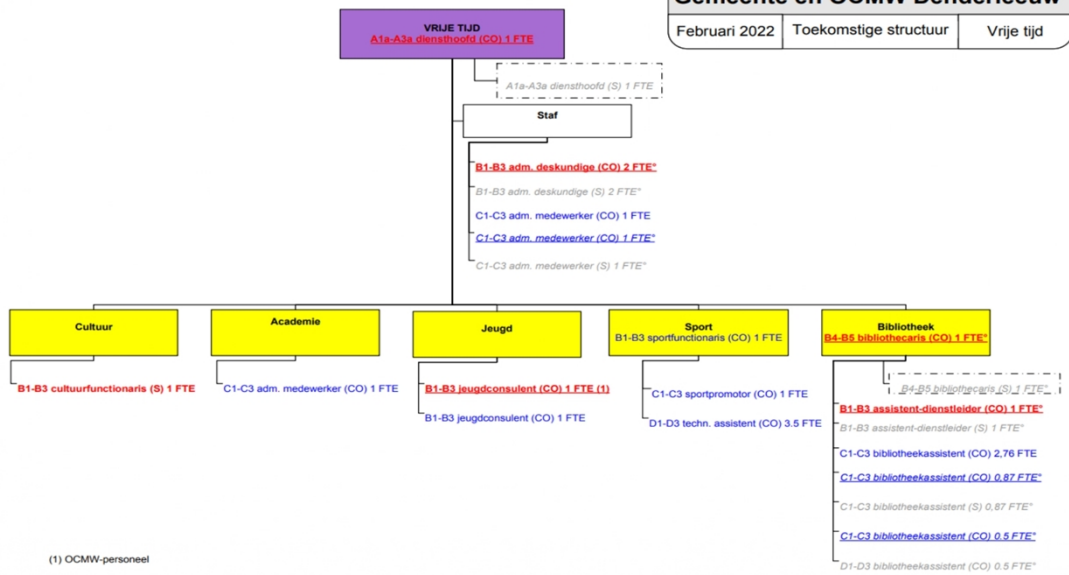 Gemeente en OCMW Denderleeuw
Februari 2022
Toekomstige structuur
Vrije tijd
VRIJE TIJD
A1a-A3a diensthoofd (CO) 1 FTE
A1a-A3a diensthoofd (S) 1 FTE
Staf
B1-B3 adm. deskundige (CO) 2 FTE°
B1-B3 adm. deskundige (S) 2 FTE°
C1-C3 adm. medewerker (CO) 1 FTE
C1-C3 adm. medewerker (CO) 1 FTE°
C1-C3 adm. medewerker (S) 1 FTE°
Cultuur
B1-B3 cultuurfunctionaris (S) 1 FTE
Academie
C1-C3 adm. medewerker (CO) 1 FTE
Jeugd
B1-B3 jeugdconsulent (CO) 1 FTE (1)
B1-B3 jeugdconsulent (CO) 1 FTE
Sport
B1-B3 sportfunctionaris (CO) 1 FTE
C1-C3 sportpromotor (CO) 1 FTE
D1-D3 techn. assistent (CO) 3.5 FTE
Bibliotheek
B4-B5 bibliothecaris (CO) 1 FTE°
B4-B5 bibliothecaris (S) 1 FTE°
B1-B3 assistent-dienstleider (CO) 1 FTE°
B1-B3 assistent-dienstleider (S) 1 FTE°
C1-C3 bibliotheekassistent (CO) 2,76 FTE
C1-C3 bibliotheekassistent (CO) 0,87 FTE°
C1-C3 bibliotheekassistent (S) 0,87 FTE°
C1-C3 bibliotheekassistent (CO) 0.5 FTE°
D1-D3 bibliotheekassistent (CO) 0.5 FTE°
(1) OCMW-personeel